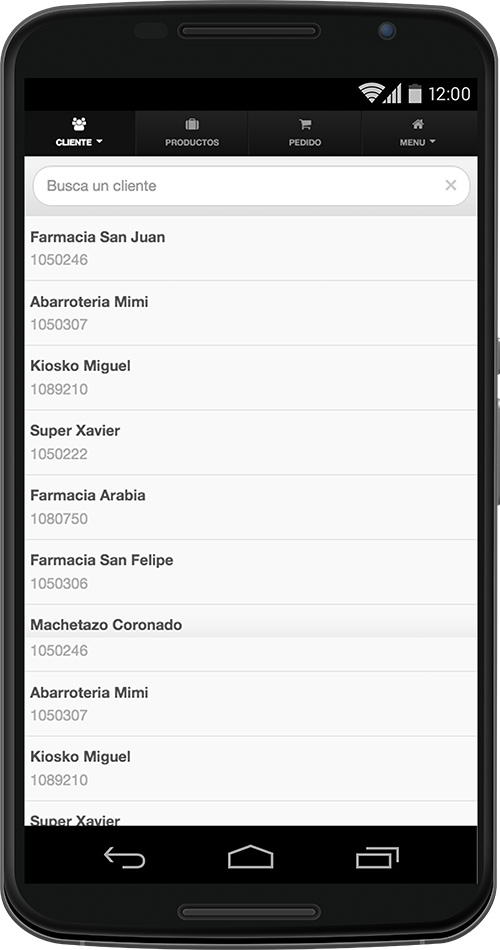 12:00
CLIENTE
PRODUCTOS
PEDIDO
MENU
Busca un cliente
Farmacia San Juan
1050246
Abarroteria Mimi
1050307
Kiosko Miguel
1089210
Super Xavier
1050222
Farmacia Arabia
1080750
Farmacia San Felipe
1050306
Machetazo Coronado
1050246
Abarroteria Mimi
1050307
Kiosko Miguel
1089210
Super Xavier